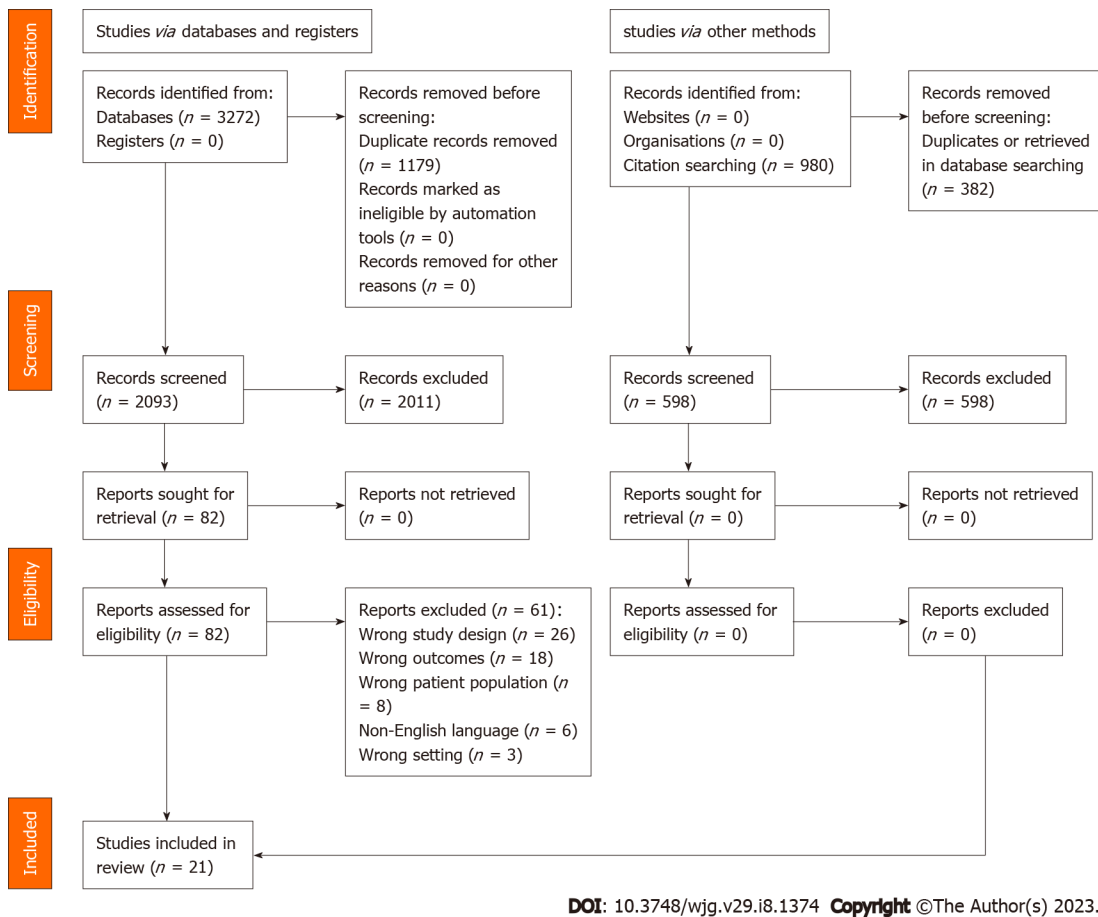 Identification
Studies via databases and registers
Records identified from:
Databases (n = 3272)
Registers (n = 0)
Records removed before
screening:
Duplicate records removed
(n = 1179)
Records marked as
ineligible by automation
tools (n = 0)
Records removed for other
reasons (n = 0)
studies via other methods
Records identified from:
Websites (n = 0)
Organisations (n = 0)
Citation searching (n = 980)
Records removed
before screening:
Duplicates or retrieved
in database searching
(n = 382)
Screening
Records screened
(n = 2093)
Records excluded
(n = 2011)
Records screened
(n = 598)
Records excluded
(n = 598)
Reports sought for
retrieval (n = 82)
Reports not retrieved
(n = 0)
Reports sought for
retrieval (n = 0)
Reports not retrieved
(n = 0)
Eligibility
Reports assessed for
eligibility (n = 82)
Reports excluded (n = 61):
Wrong study design (n = 26)
Wrong outcomes (n = 18)
Wrong patient population (n
= 8)
Non-English language (n = 6)
Wrong setting (n = 3)
Reports assessed for
eligibility (n = 0)
Reports excluded
(n = 0)
Included
Studies included in
review (n = 21)
DOI: 10.3748/wjg.v29.i8.1374 Copyright ©The Author(s) 2023.